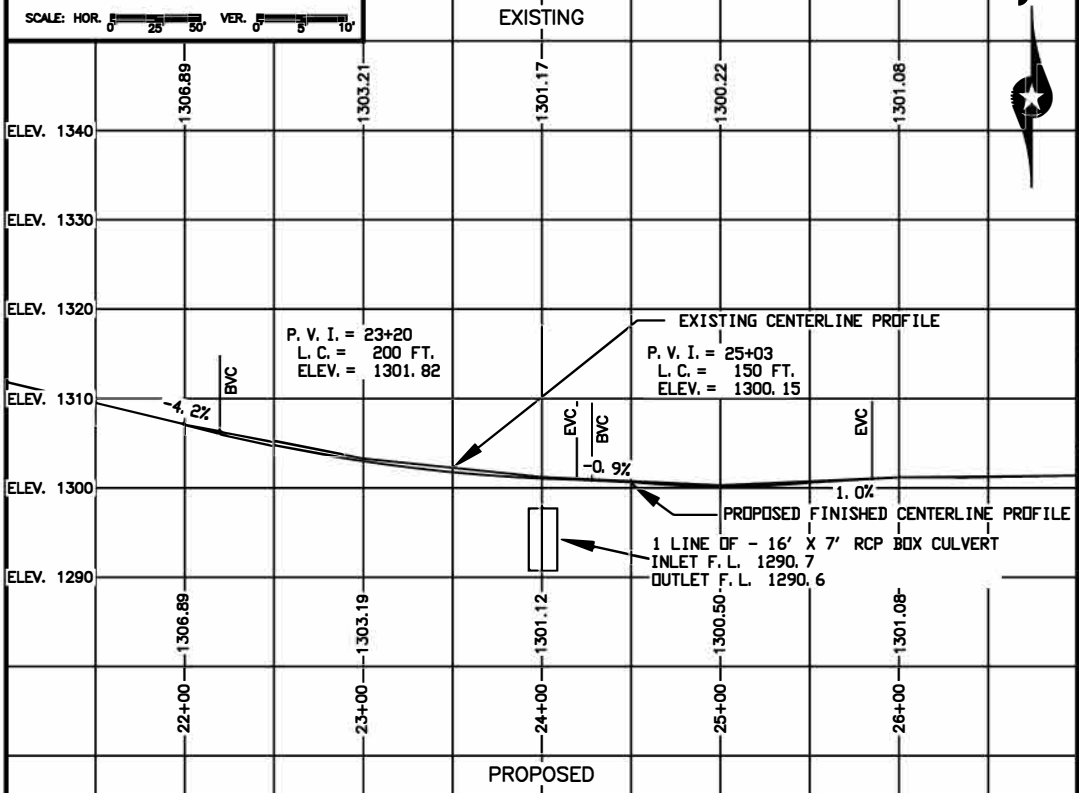 SCALE: HOR. 0 25 50' VER. 0 5 10'
EXISTING
1306.89
1303.21
1301.17
1300.22
1301.08
ELEV. 1340
ELEV. 1330
ELEV. 1320
ELEV. 1310
ELEV. 1300
ELEV. 1290
P. V. I. = 23+20
L. C. = 200 FT.
ELEV. = 1301. 82
EXISTING CENTERLINE PROFILE
P. V. I. = 25+03
L. C. = 150 FT.
ELEV. = 1300. 15
BVC
-4. 2%
EVC
BVC
-0. 9%
EVC
1. 0%
PROPOSED FINISHED CENTERLINE PROFILE
1 LINE OF - 16' X 7' RCP BOX CULVERT
INLET F. L. 1290. 7
OUTLET F. L. 1290. 6
1306.89
1303.19
1301.12
1300.50
1301.08
22+00
23+00
24+00
25+00
26+00
PROPOSED